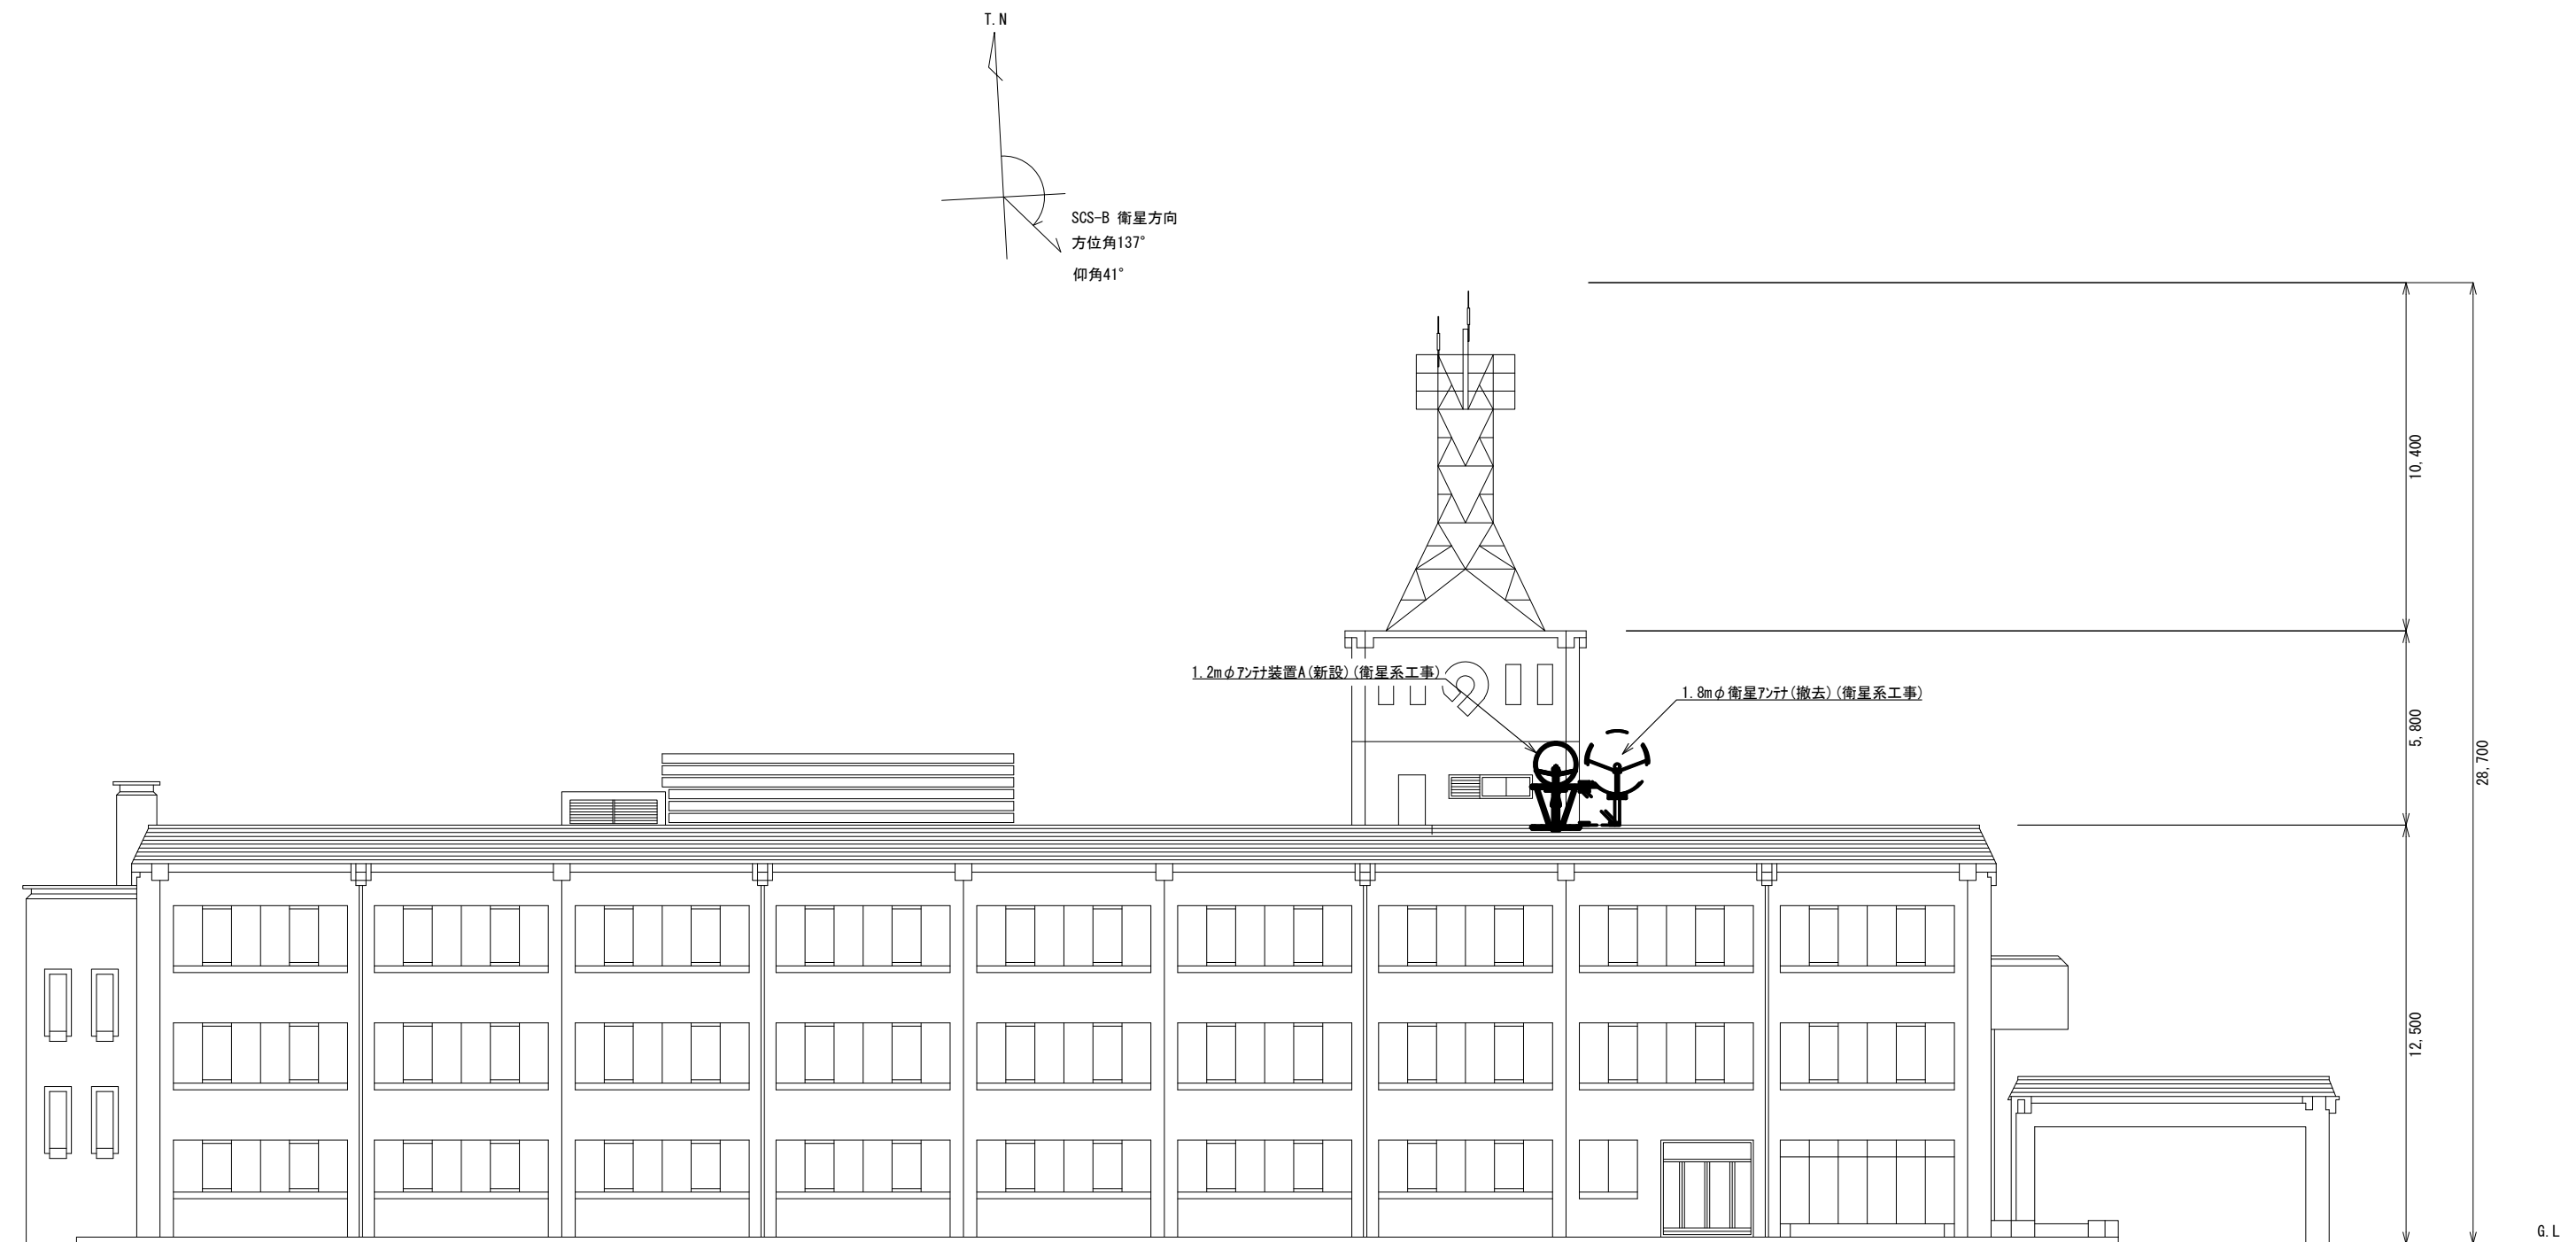 T.N
SCS-B 衛星方向
方位角137°
仰角41°
10,400
1.2mφｱﾝﾃﾅ装置A(新設)(衛星系工事)
1.8mφ衛星ｱﾝﾃﾅ(撤去)(衛星系工事)
5,800
28,700
12,500
G.L